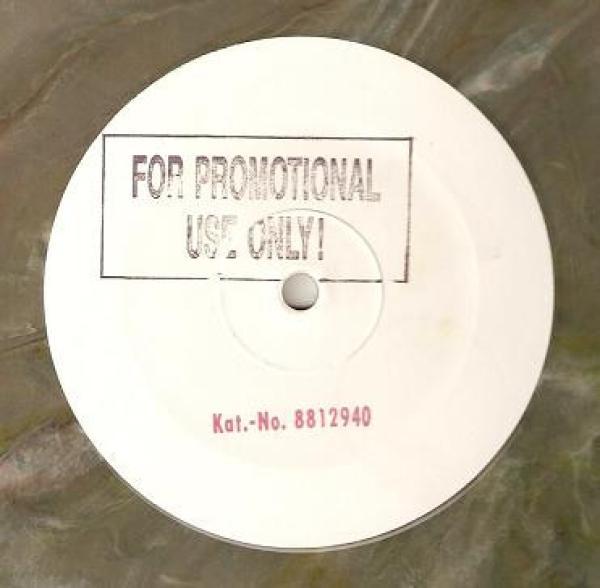 FOR PROMOTIONAL
USE ONLY!
Kat.-No. 8812940